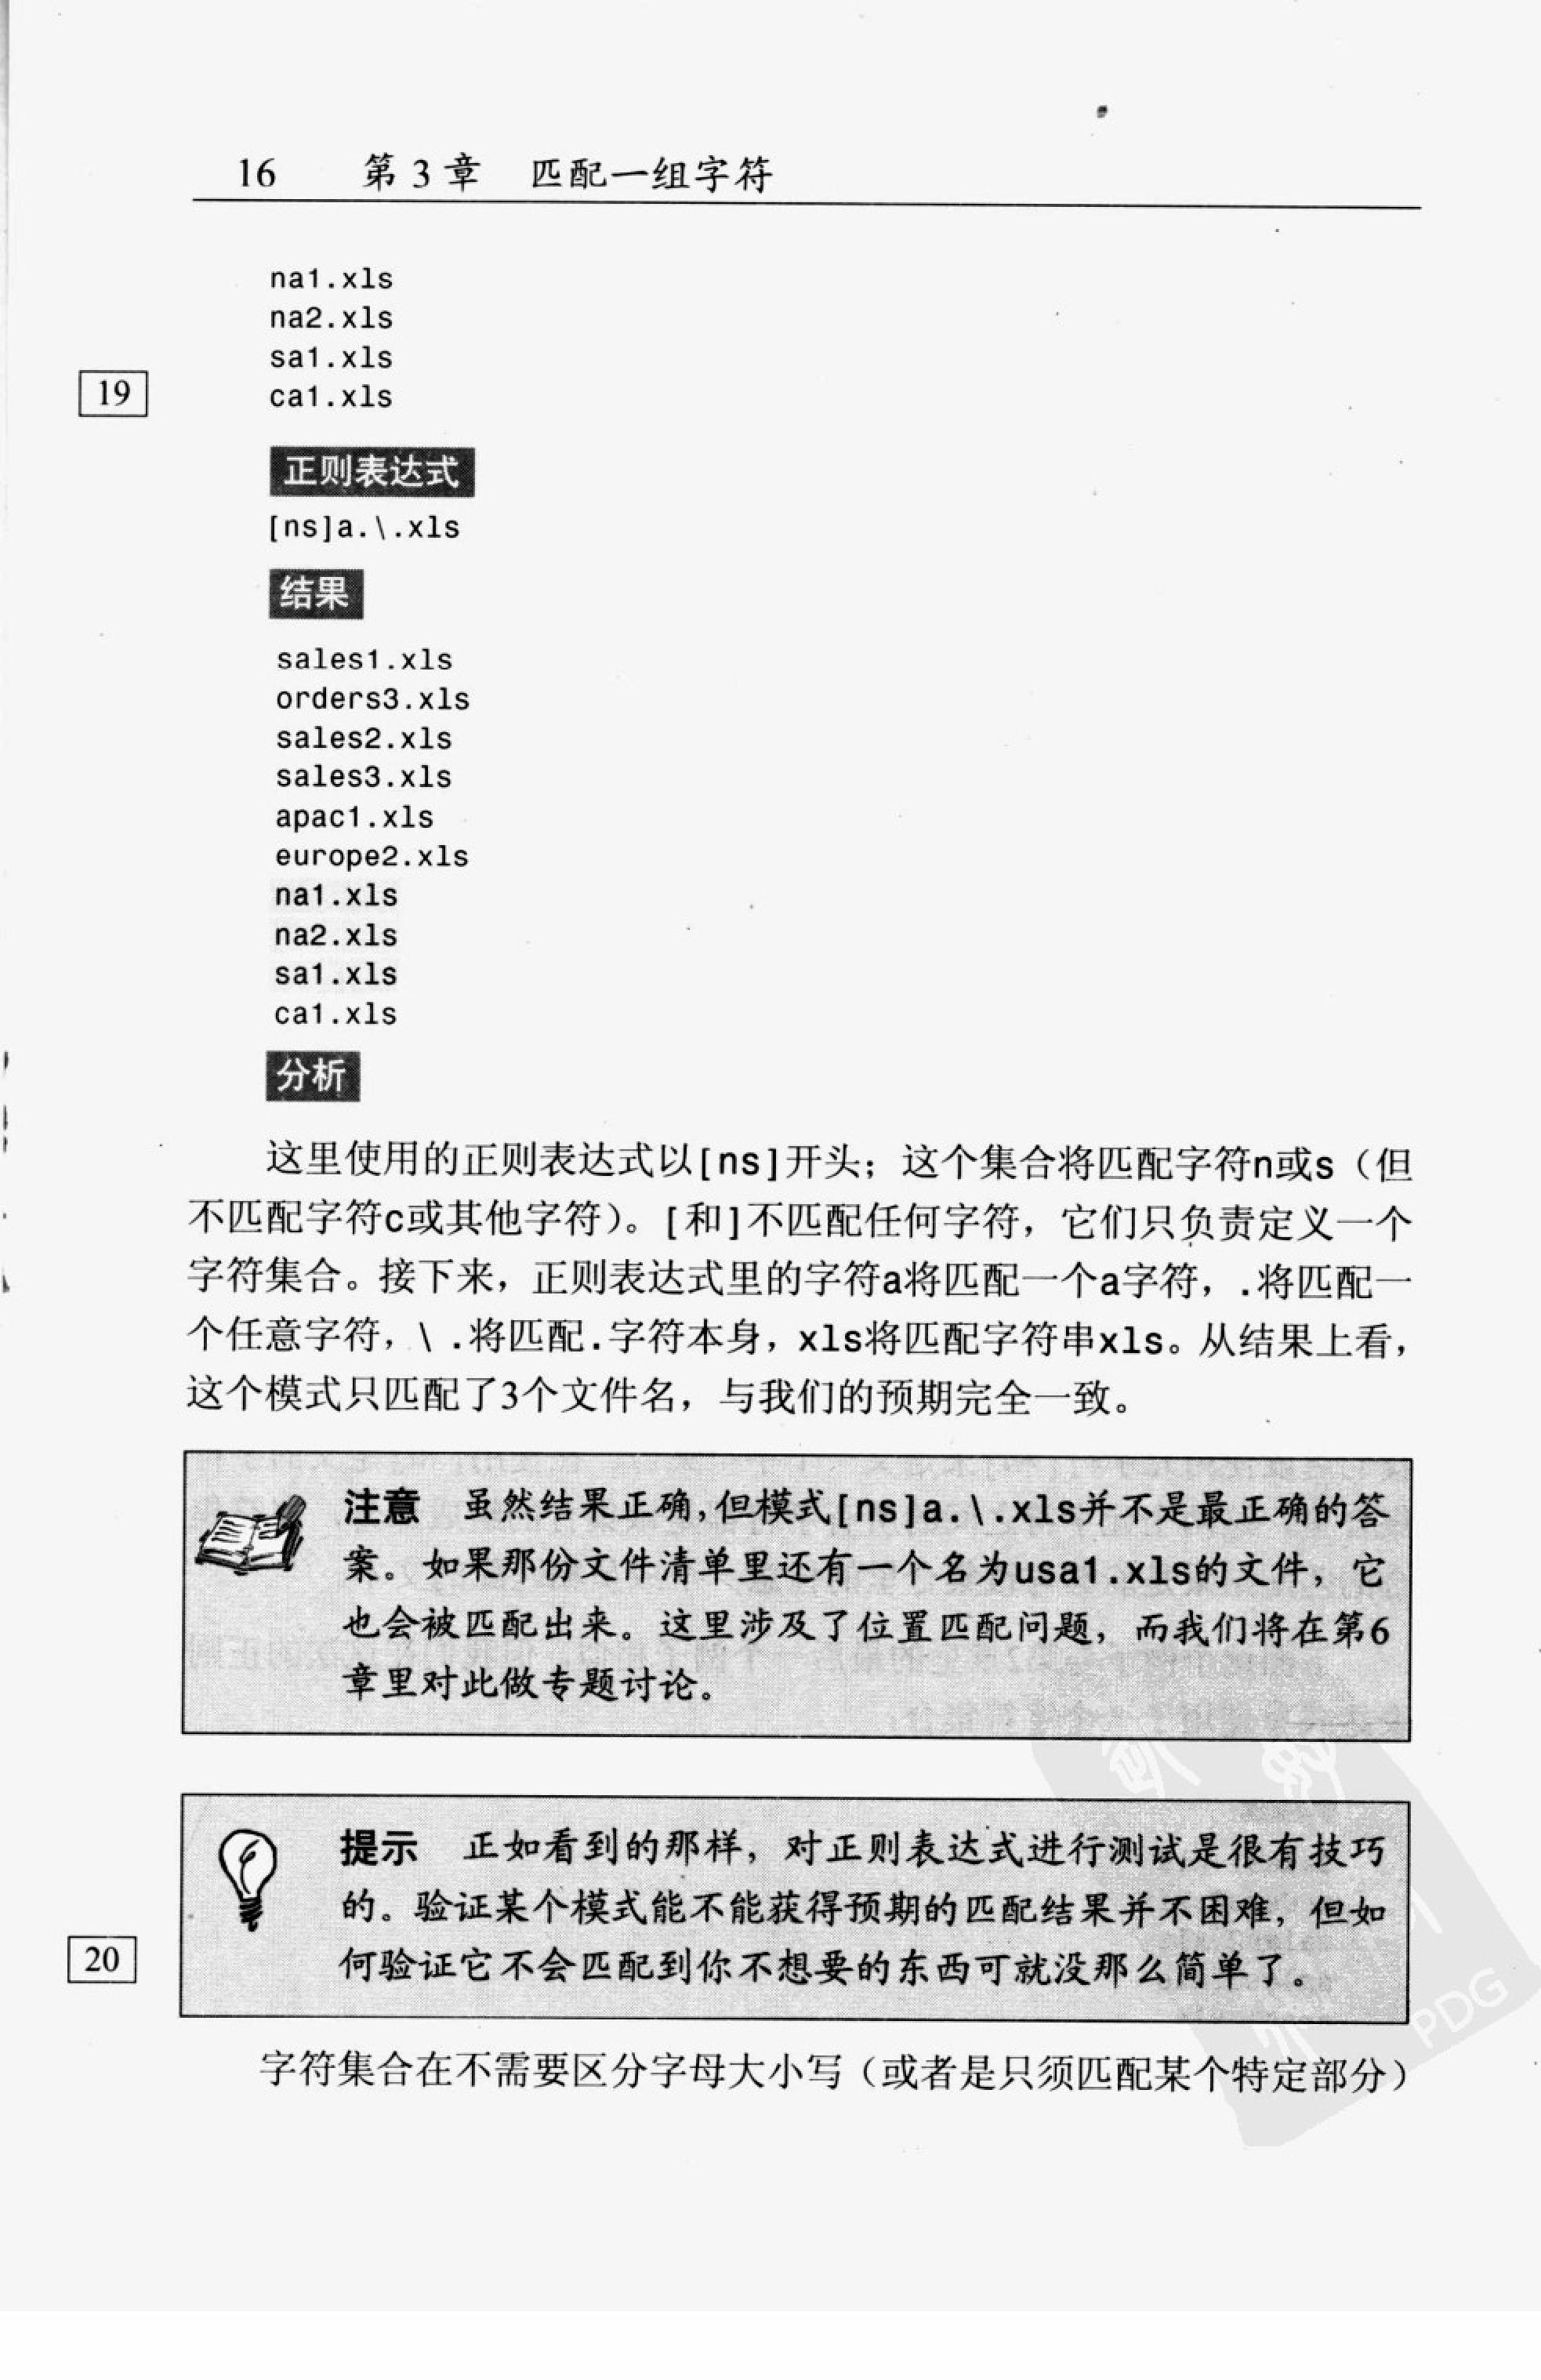 16 第3章 匹配一组字符
na1.xls
na2.xls
sa1.xls
19
ca1.xls
正则表达式
[ns]a.\.xls
结果
sales1.xls
orders3.xls
sales2.xls
sales3.xls
apac1.xls
europe2.xls
na1.xls
na2.xls
sa1.xls
ca1.xls
分析
这里使用的正则表达式以[ns]开头；这个集合将匹配字符n或s（但
不匹配字符c或其他字符）。[和]不匹配任何字符，它们只负责定义一个
字符集合。接下来，正则表达式里的字符a将匹配一个a字符，.将匹配一
个任意字符，\.将匹配.字符本身，xls将匹配字符串xls。从结果上看，
这个模式只匹配了3个文件名，与我们的预期完全一致。
注意 虽然结果正确，但模式[ns]a.\.xls并不是最正确的答
案。如果那份文件清单里还有一个名为usa1.xls的文件，它
也会被匹配出来。这里涉及了位置匹配问题，而我们将在第6
章里对此做专题讨论。
提示 正如看到的那样，对正则表达式进行测试是很有技巧
的。验证某个模式能不能获得预期的匹配结果并不困难，但如
20
何验证它不会匹配到你不想要的东西可就没那么简单了。
PDG
字符集合在不需要区分字母大小写（或者是只须匹配某个特定部分）